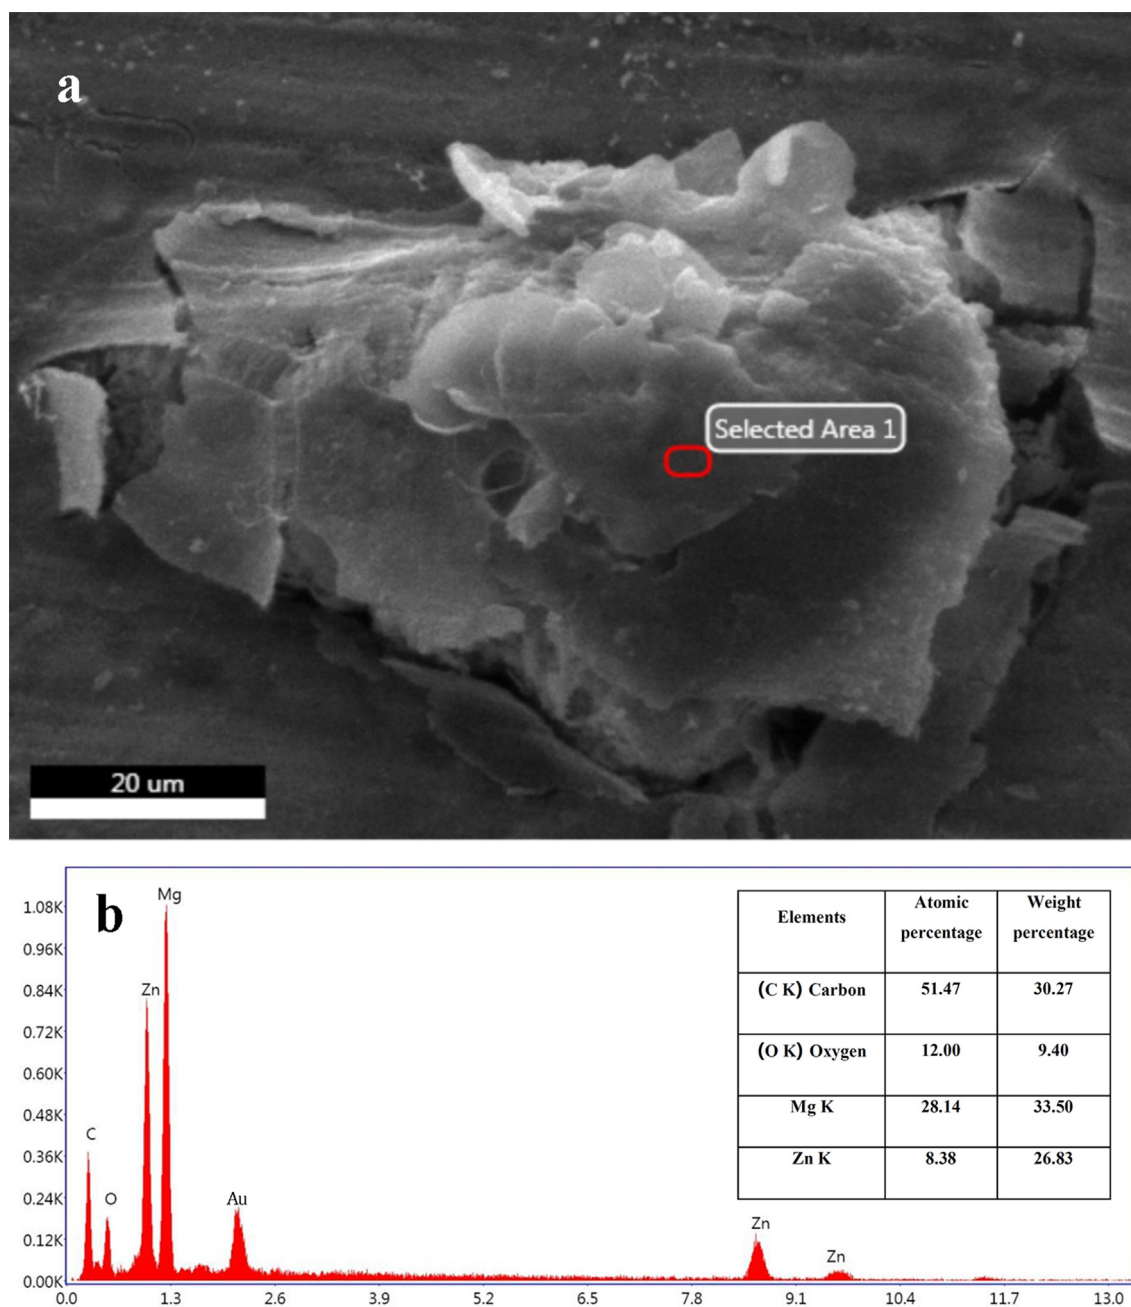 a
Selected Area 1
20 um
b
Mg
Zn
C
O
Au
Zn
Zn
1.08K
0.96K
0.84K
0.72K
0.60K
0.48K
0.36K
0.24K
0.12K
0.00K
0.0 1.3 2.6 3.9 5.2 6.5 7.8 9.1 10.4 11.7 13.0
Elements Atomic percentage Weight percentage
(C K) Carbon 51.47 30.27
(O K) Oxygen 12.00 9.40
Mg K 28.14 33.50
Zn K 8.38 26.83